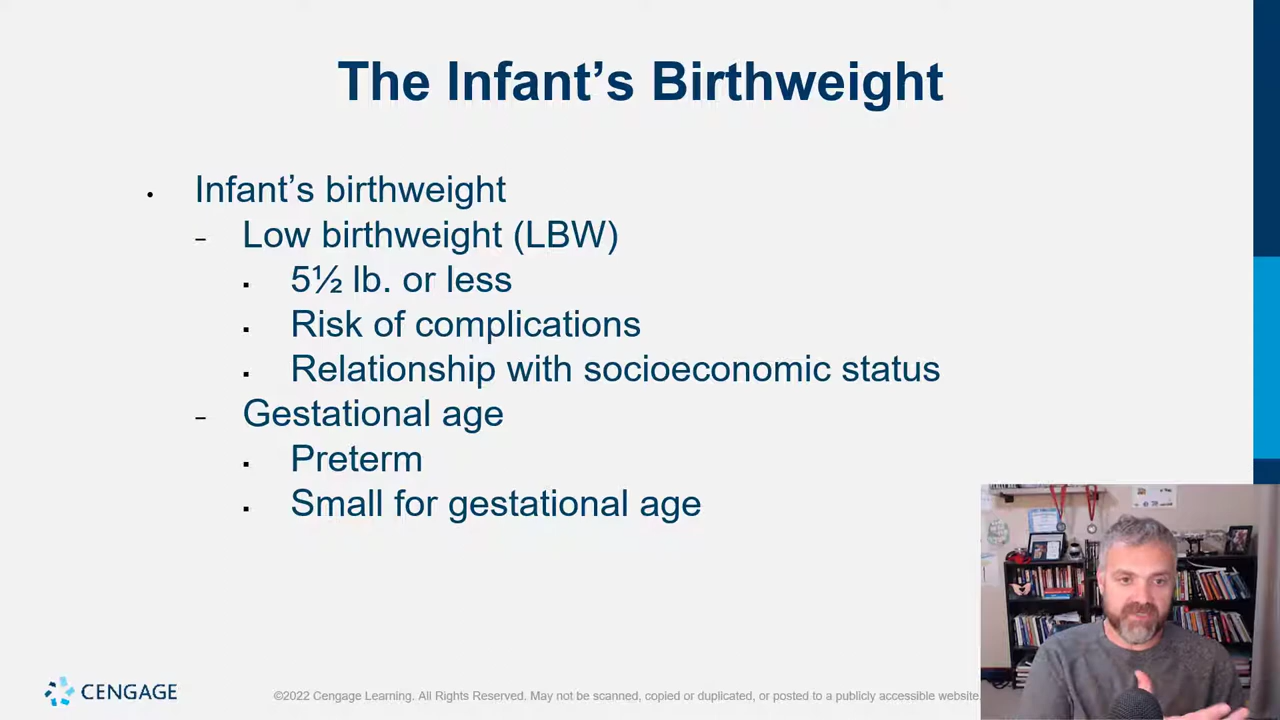 The Infant’s Birthweight
Infant’s birthweight
Low birthweight (LBW)
5½ lb. or less
Risk of complications
Relationship with socioeconomic status
Gestational age
Preterm
Small for gestational age
CENGAGE
©2022 Cengage Learning. All Rights Reserved. May not be scanned, copied or duplicated, or posted to a publicly accessible website